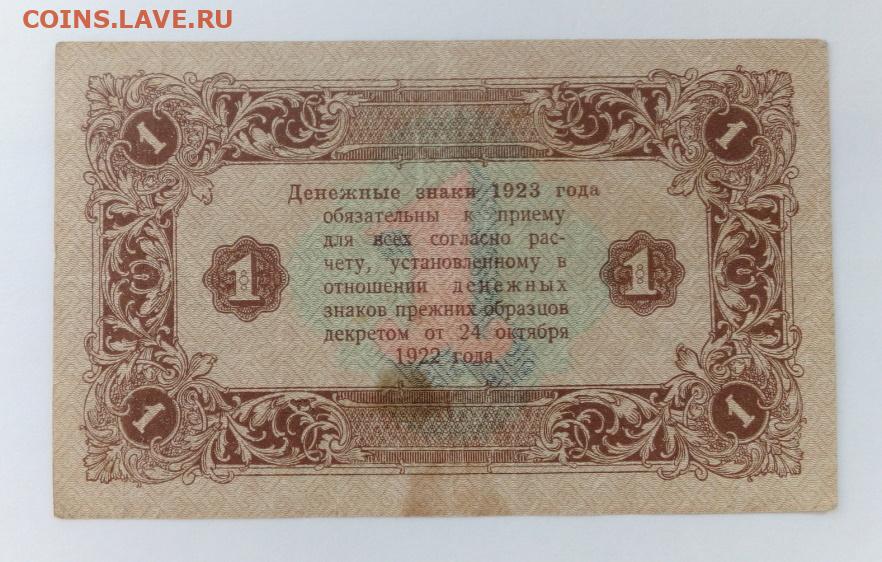 COINS.LAVE.RU
1 1
Денежные знаки 1923 года
обязательны к приему
для всех согласно рас-
чету, установленному в
отношении денежных
знаков прежних образцов
декретом от 24 октября
1922 года.
1 1 1
1 1